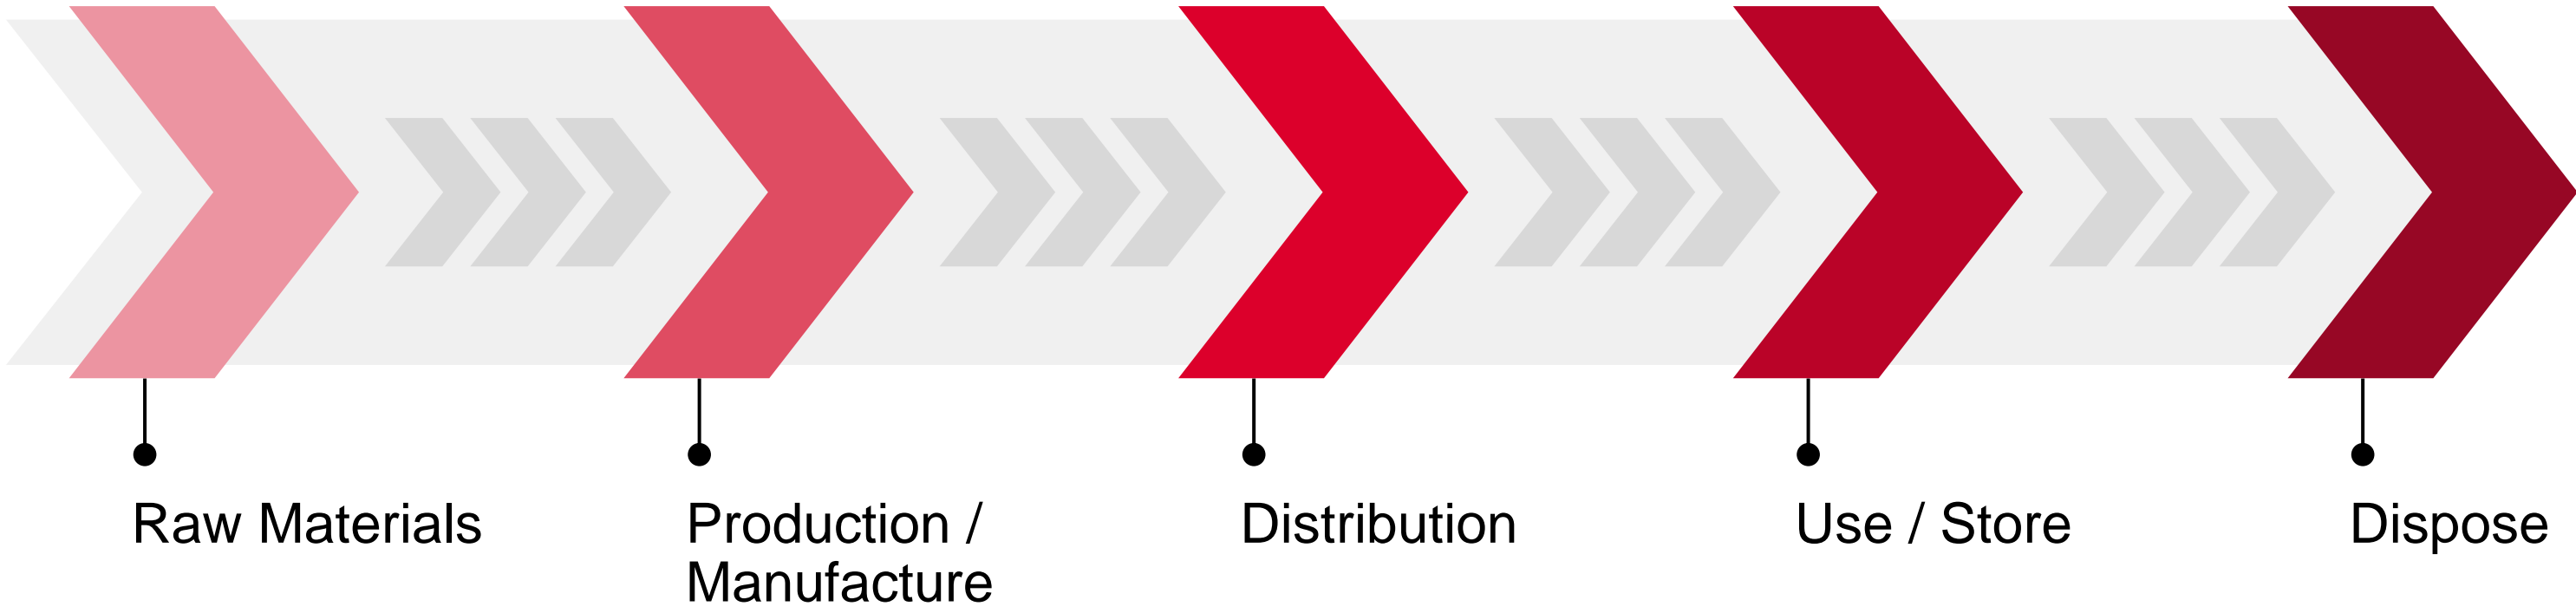 Raw Materials
Production /
Manufacture
Distribution
Use / Store
Dispose